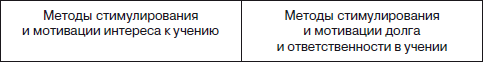 Методы стимулирования
и мотивации интереса к учению
Методы стимулирования
и мотивации долга
и ответственности в учении